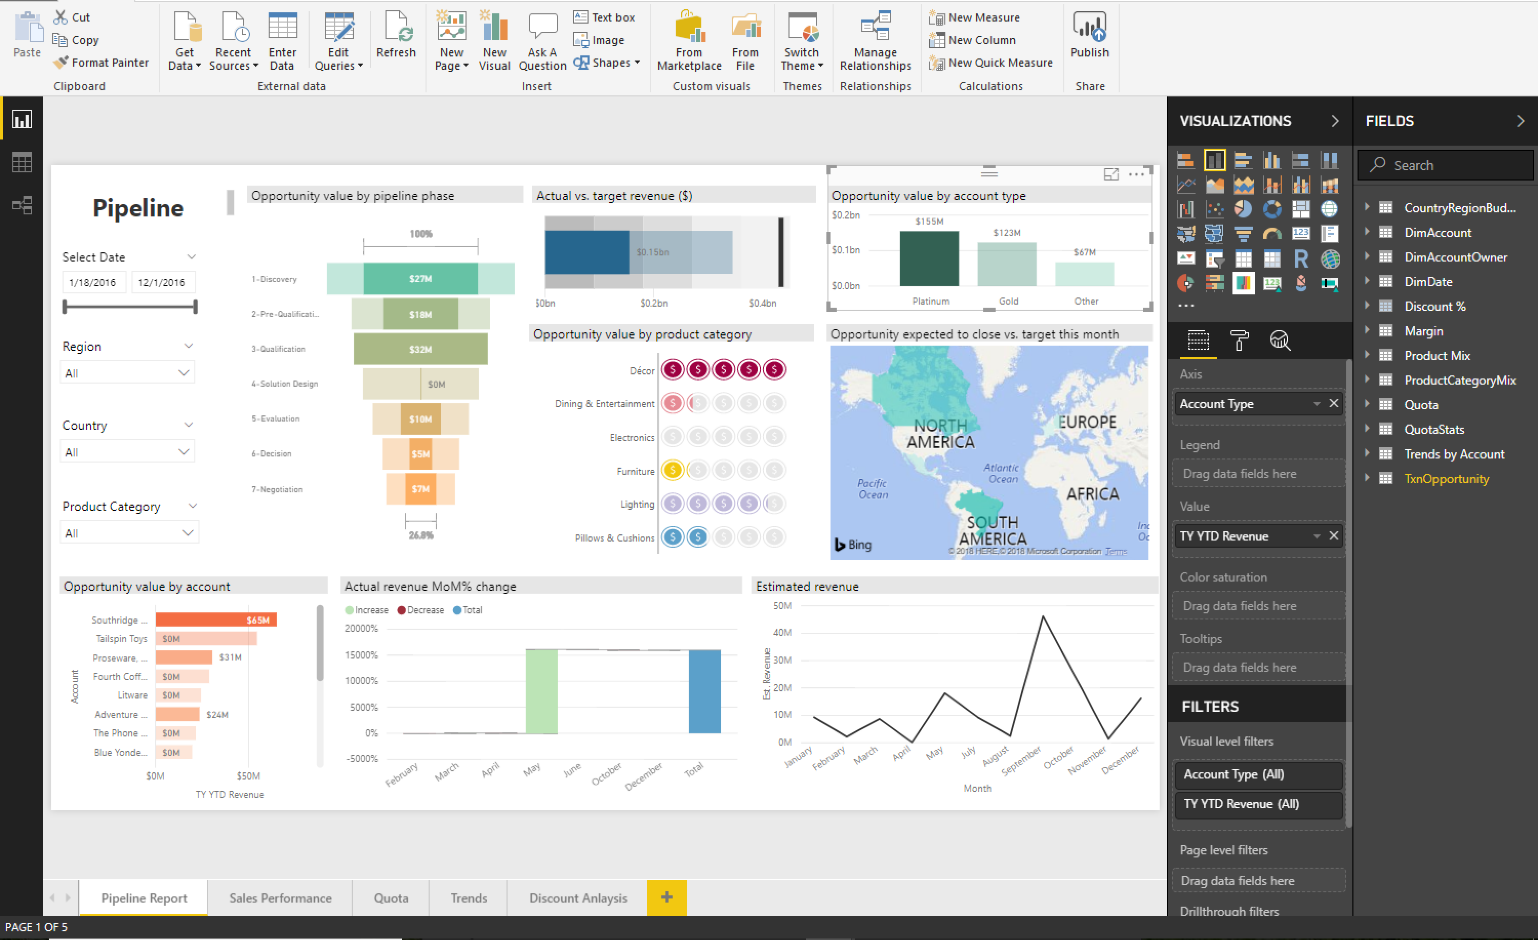 Paste
Cut
Copy
Format Painter
Clipboard
Get Data
Recent Sources
Enter Data
Edit Queries
Refresh
External data
New Page
New Visual
Ask A Question
Text box
Image
Shapes
Insert
From Marketplace
From File
Custom visuals
Switch Theme
Themes
Manage Relationships
Relationships
New Measure
New Column
New Quick Measure
Calculations
Publish
Share
Pipeline
Select Date
1/18/2016
12/1/2016
Region
All
Country
All
Product Category
All
Opportunity value by pipeline phase
100%
1-Discovery
$27M
2-Pre-Qualificati..
$18M
3-Qualification
$32M
4-Solution Design
$0M
5-Evaluation
$10M
6-Decision
$5M
7-Negotiation
$7M
26.8%
Actual vs. target revenue ($)
$0.15bn
$0bn
$0.2bn
$0.4bn
Opportunity value by account type
$0.2bn
$0.1bn
$0.0bn
$155M
$123M
$67M
Platinum
Gold
Other
Opportunity value by product category
Décor
Dining & Entertainment
Electronics
Furniture
Lighting
Pillows & Cushions
Opportunity expected to close vs. target this month
NORTH AMERICA
EUROPE
Atlantic Ocean
Pacific Ocean
AFRICA
SOUTH AMERICA
Inc
Oc
Bing
© 2018 HERE, © 2018 Microsoft Corporation Terms
Opportunity value by account
Account
Southridge ...
$65M
Tailspin Toys
$0M
Proseware, ...
$31M
Fourth Coff...
$0M
Litware
$0M
Adventure ...
$24M
The Phone ...
$0M
Blue Yonde...
$0M
$0M
$50M
TY YTD Revenue
Actual revenue MoM% change
Increase
Decrease
Total
20000%
15000%
10000%
5000%
0%
-5000%
February
March
April
May
June
October
December
Total
Estimated revenue
Est. Revenue
50M
40M
30M
20M
10M
0M
January
February
March
April
May
July
August
September
October
November
December
Month
VISUALIZATIONS
Axis
Account Type
Legend
Drag data fields here
Value
TY YTD Revenue
Color saturation
Drag data fields here
Tooltips
Drag data fields here
FILTERS
Visual level filters
Account Type (All)
TY YTD Revenue (All)
Page level filters
Drag data fields here
Drillthrough filters
FIELDS
Search
CountryRegionBud...
DimAccount
DimAccountOwner
DimDate
Discount %
Margin
Product Mix
ProductCategoryMix
Quota
QuotaStats
Trends by Account
TxnOpportunity
Pipeline Report
Sales Performance
Quota
Trends
Discount Anlaysis
PAGE 1 OF 5